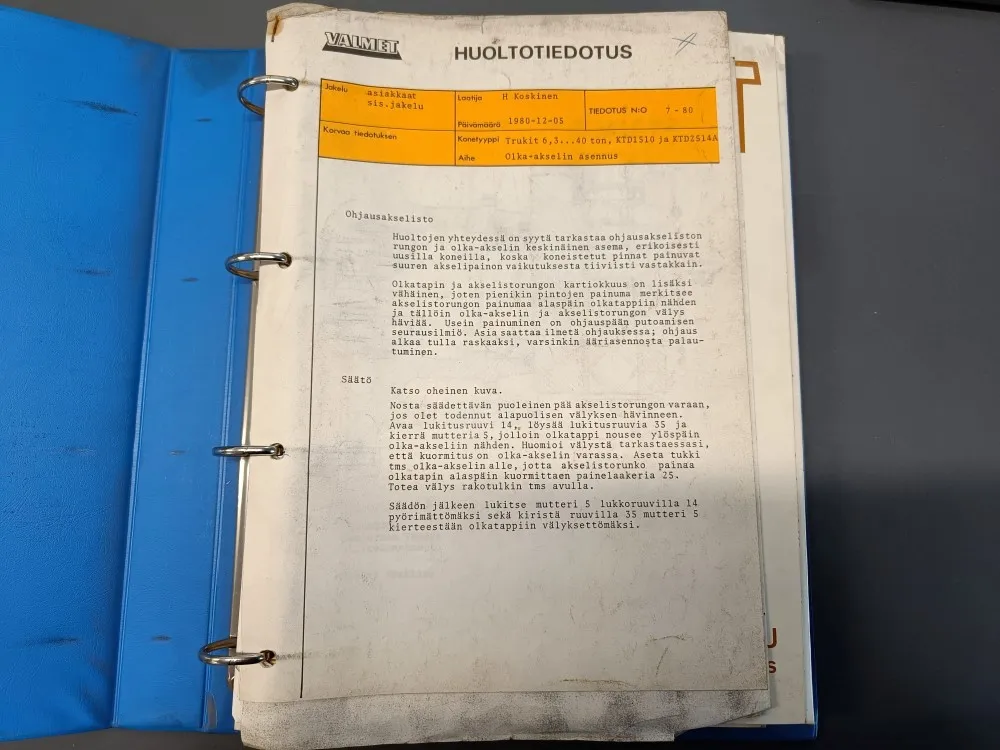 VALMET
HUOLTOTIEDOTUS
Jakelu asiakkaat
sis.jakelu
Laatija H Koskinen
Päivämäärä 1980-12-05
TIEDOTUS N:O 7 - 80
Korvaa tiedotuksen
Konetyyppi Trukit 6,3...40 ton, KTD1510 ja KTD2514A
Aihe Olka-akselin asennus
Ohjausakselisto
Huoltojen yhteydessä on syytä tarkastaa ohjausakseliston
rungon ja olka-akselin keskinäinen asema, erikoisesti
uusilla koneilla, koska koneistetut pinnat painuvat
suuren akselipainon vaikutuksesta tiiviisti vastakkain.
Olkatapin ja akselistorungon kartiokkuus on lisäksi
vähäinen, joten pienikin pintojen painuma merkitsee
akselistorungon painumaa alaspäin olkatappiin nähden
ja tällöin olka-akselin ja akselistorungon välys
häviää. Usein painuminen on ohjauspään putoamisen
seurausilmiö. Asia saattaa ilmetä ohjauksessa; ohjaus
alkaa tulla raskaaksi, varsinkin ääriasennosta palau-
tuminen.
Säätö
Katso oheinen kuva.
Nosta säädettävän puoleinen pää akselistorungon varaan,
jos olet todennut alapuolisen välyksen hävinneen.
Avaa lukitusruuvi 14, löysää lukitusruuvia 35 ja
kierrä mutteria 5, jolloin olkatappi nousee ylöspäin
olka-akseliin nähden. Huomioi välystä tarkastaessasi,
että kuormitus on olka-akselin varassa. Aseta tukki
tms olka-akselin alle, jotta akselistorunko painaa
olkatapin alaspäin kuormittaen painelaakeria 25.
Totea välys rakotulkin tms avulla.
Säädön jälkeen lukitse mutteri 5 lukkoruuvilla 14
pyörimättömäksi sekä kiristä ruuvilla 35 mutteri 5
kierteestään olkatappiin välyksettömäksi.
T
U
S